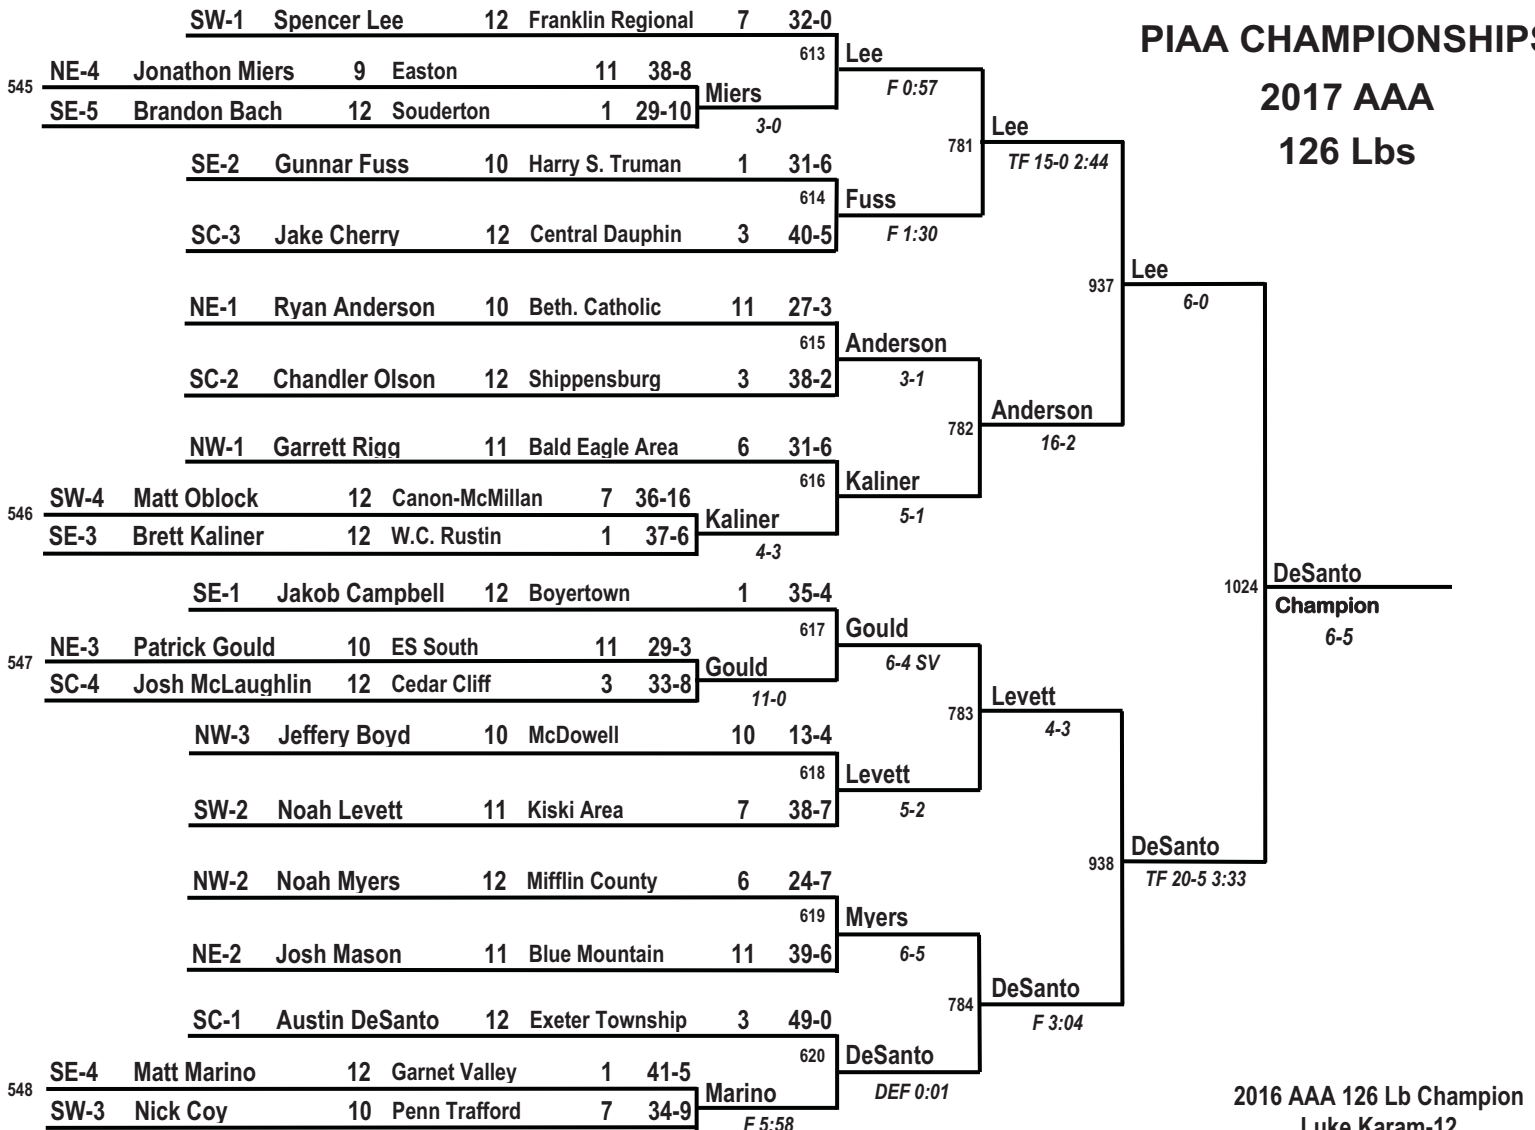 SW-1 Spencer Lee 12 Franklin Regional 7 32-0
PIAA CHAMPIONSHIPS
613 Lee
545 NE-4 Jonathon Miers 9 Easton 11 38-8
F 0:57
2017 AAA
Miers
SE-5 Brandon Bach 12 Souderton 1 29-10
3-0
Lee
126 Lbs
781
TF 15-0 2:44
SE-2 Gunnar Fuss 10 Harry S. Truman 1 31-6
614 Fuss
SC-3 Jake Cherry 12 Central Dauphin 3 40-5
F 1:30
Lee
937
6-0
NE-1 Ryan Anderson 10 Beth. Catholic 11 27-3
615 Anderson
SC-2 Chandler Olson 12 Shippensburg 3 38-2
3-1
Anderson
782
16-2
NW-1 Garrett Rigg 11 Bald Eagle Area 6 31-6
616 Kaliner
546 SW-4 Matt Oblock 12 Canon-McMillan 7 36-16
5-1
Kaliner
SE-3 Brett Kaliner 12 W.C. Rustin 1 37-6
4-3
DeSanto
1024
Champion
6-5
SE-1 Jakob Campbell 12 Boyertown 1 35-4
617 Gould
547 NE-3 Patrick Gould 10 ES South 11 29-3
6-4 SV
Gould
SC-4 Josh McLaughlin 12 Cedar Cliff 3 33-8
11-0
Levett
783
4-3
NW-3 Jeffery Boyd 10 McDowell 10 13-4
618 Levett
SW-2 Noah Levett 11 Kiski Area 7 38-7
5-2
DeSanto
938
TF 20-5 3:33
NW-2 Noah Myers 12 Mifflin County 6 24-7
619 Myers
NE-2 Josh Mason 11 Blue Mountain 11 39-6
6-5
DeSanto
784
F 3:04
SC-1 Austin DeSanto 12 Exeter Township 3 49-0
620 DeSanto
548 SE-4 Matt Marino 12 Garnet Valley 1 41-5
DEF 0:01
Marino
SW-3 Nick Coy 10 Penn Trafford 7 34-9
F 5:58
2016 AAA 126 Lb Champion
Luke Karam-12